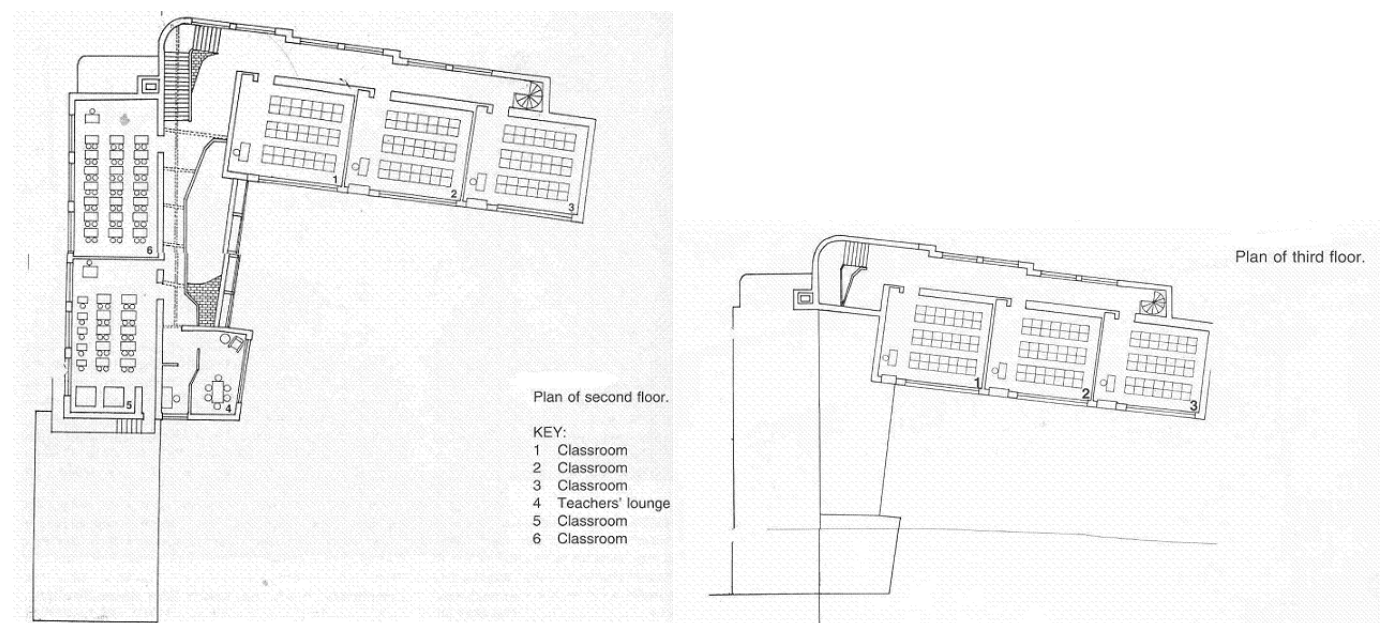 1
2
3
6
5
4
Plan of second floor.
KEY:
1 Classroom
2 Classroom
3 Classroom
4 Teachers' lounge
5 Classroom
6 Classroom
Plan of third floor.
1
2
3